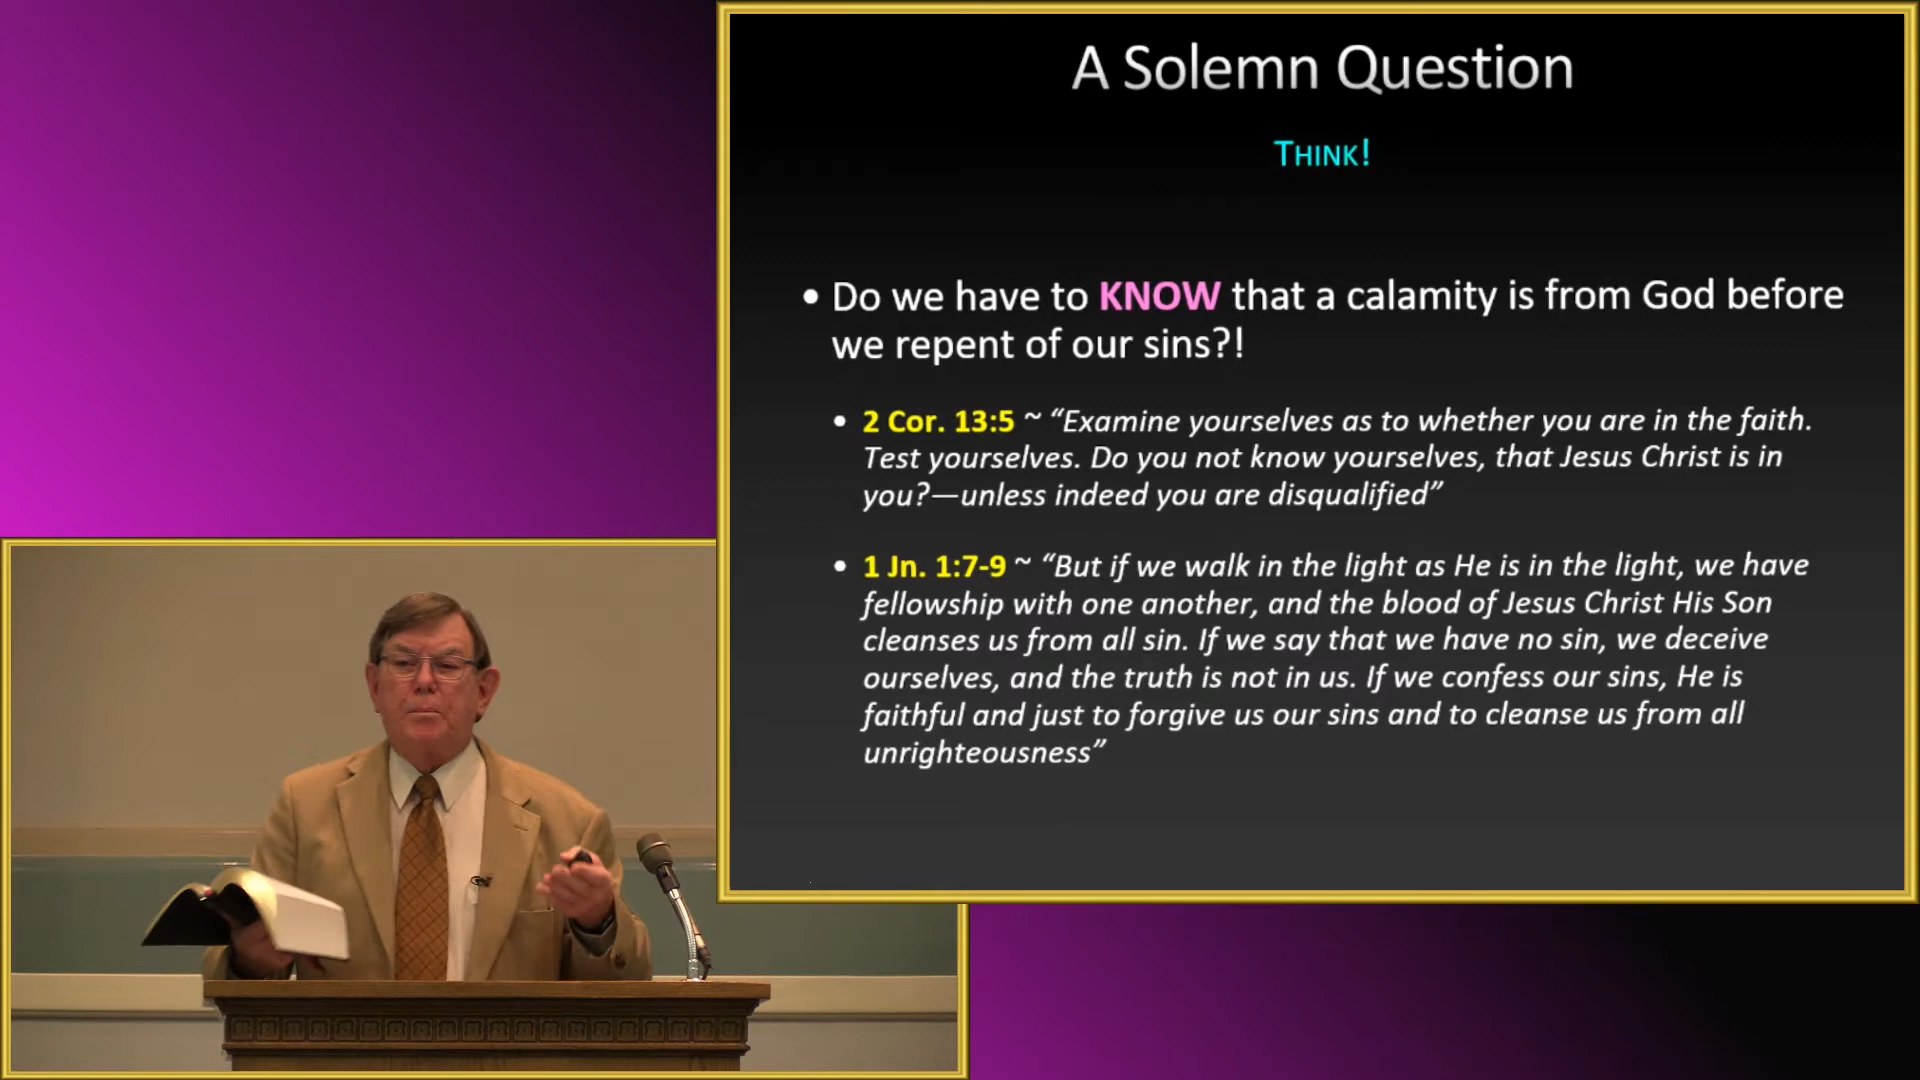 A Solemn Question
THINK!
• Do we have to KNOW that a calamity is from God before
we repent of our sins?!
• 2 Cor. 13:5 ~ “Examine yourselves as to whether you are in the faith.
Test yourselves. Do you not know yourselves, that Jesus Christ is in
you?—unless indeed you are disqualified”
• 1 Jn. 1:7-9 ~ “But if we walk in the light as He is in the light, we have
fellowship with one another, and the blood of Jesus Christ His Son
cleanses us from all sin. If we say that we have no sin, we deceive
ourselves, and the truth is not in us. If we confess our sins, He is
faithful and just to forgive us our sins and to cleanse us from all
unrighteousness”